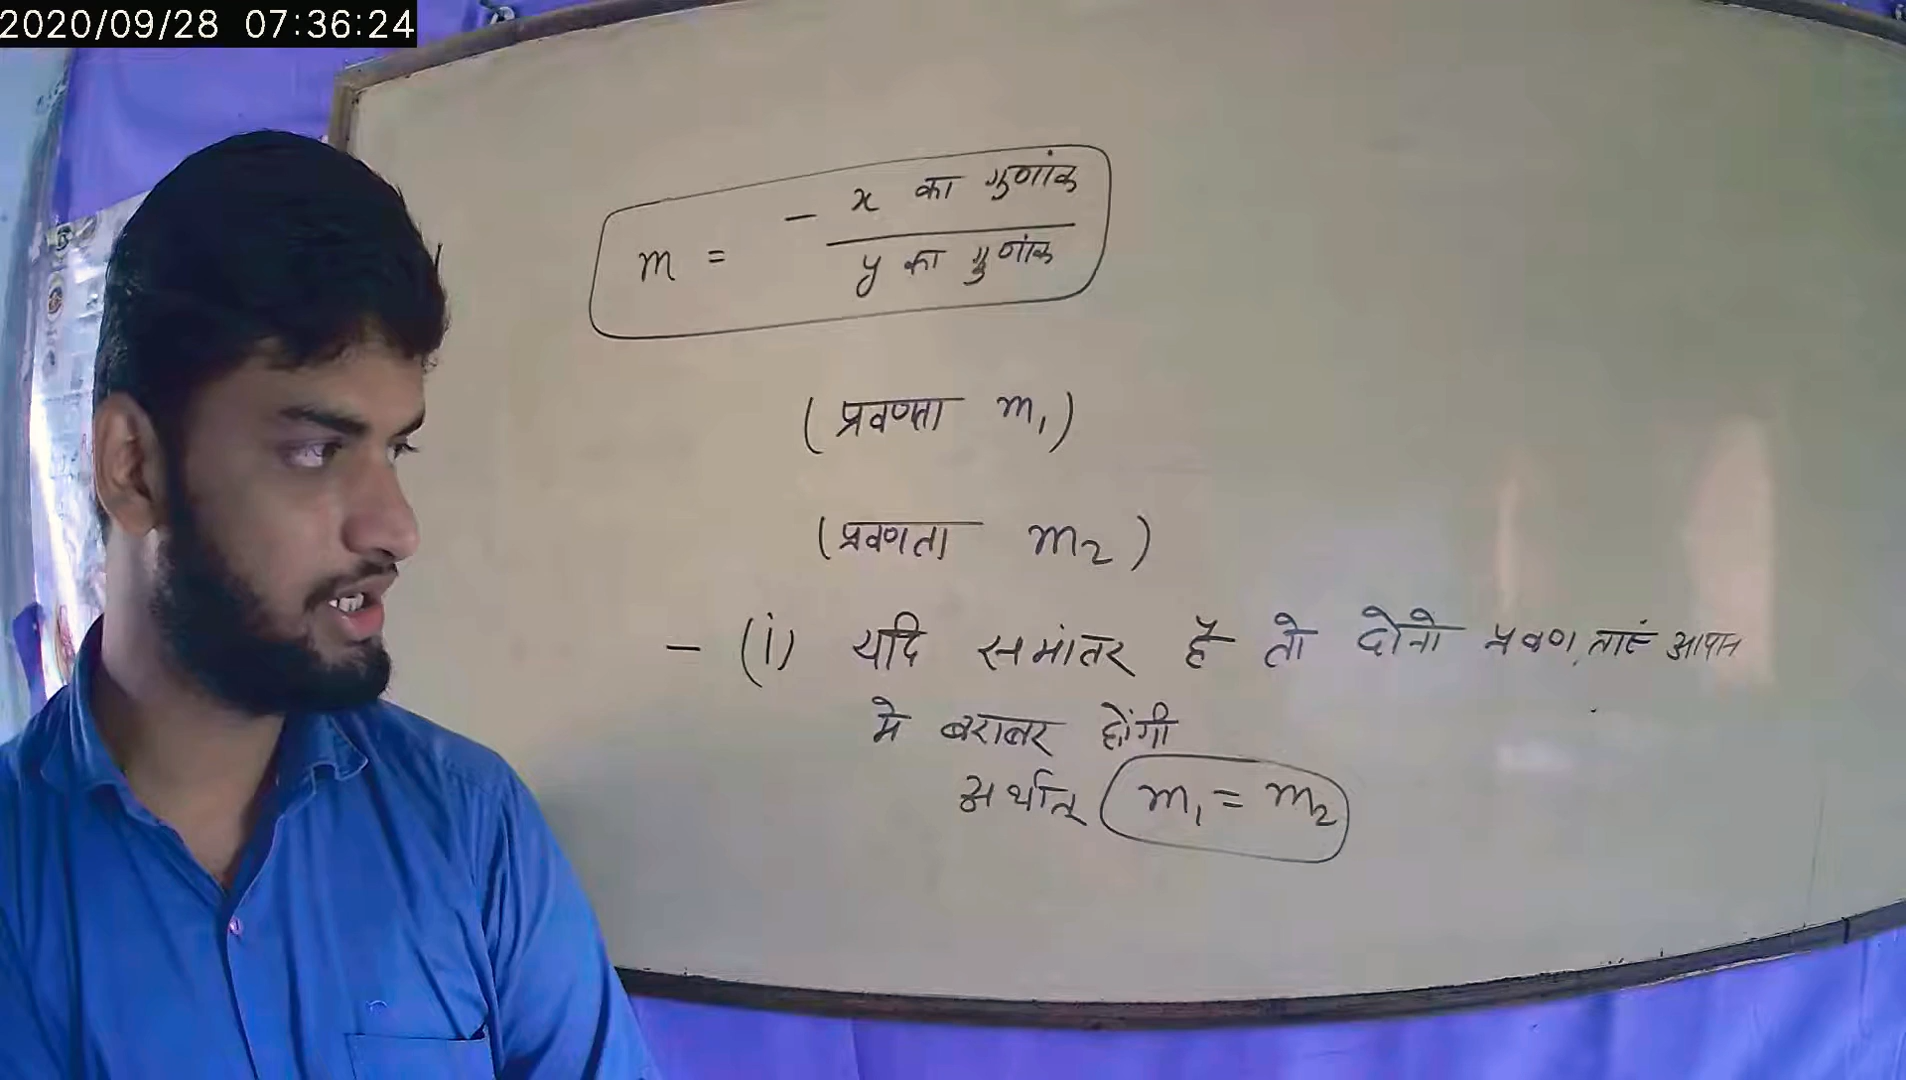 2020/09/28 07:36:24
m = - x का गुणांक / y का गुणांक
(प्रवणता m₁)
(प्रवणता m₂)
- (i) यदि समांतर है तो दोनो प्रवणताएं आपस
मे बराबर होंगी
अर्थात् m₁ = m₂